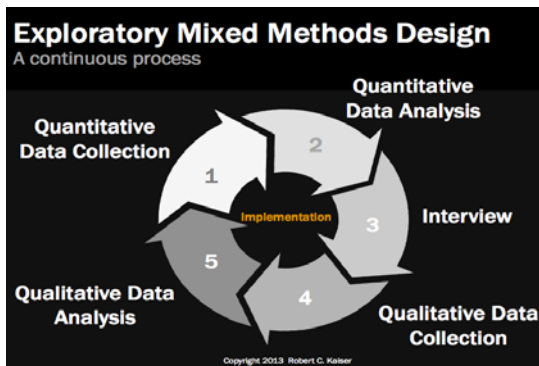 Exploratory Mixed Methods Design
A continuous process
Quantitative
Data Analysis
Quantitative
Data Collection
2
1
Implementation
3
Interview
5
4
Qualitative Data
Analysis
Qualitative Data
Collection
Copyright 2013 Robert C. Kaiser